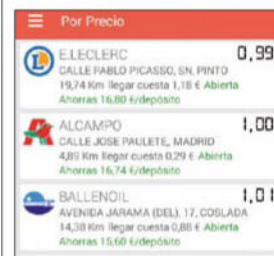 Por Precio
E.LECLERC 0,99
CALLE PABLO PICASSO, SN, PINTO
19,74 Km llegar cuesta 1,18 € Abierta
Ahorras 16,80 €/depósito
ALCAMPO 1,00
CALLE JOSE PAULETE, MADRID
4,89 Km llegar cuesta 0,29 € Abierta
Ahorras 16,74 €/depósito
BALLENOIL 1,01
AVENIDA JARAMA (DEL), 17, COSLADA
14,38 Km llegar cuesta 0,88 € Abierta
Ahorras 15,60 €/depósito